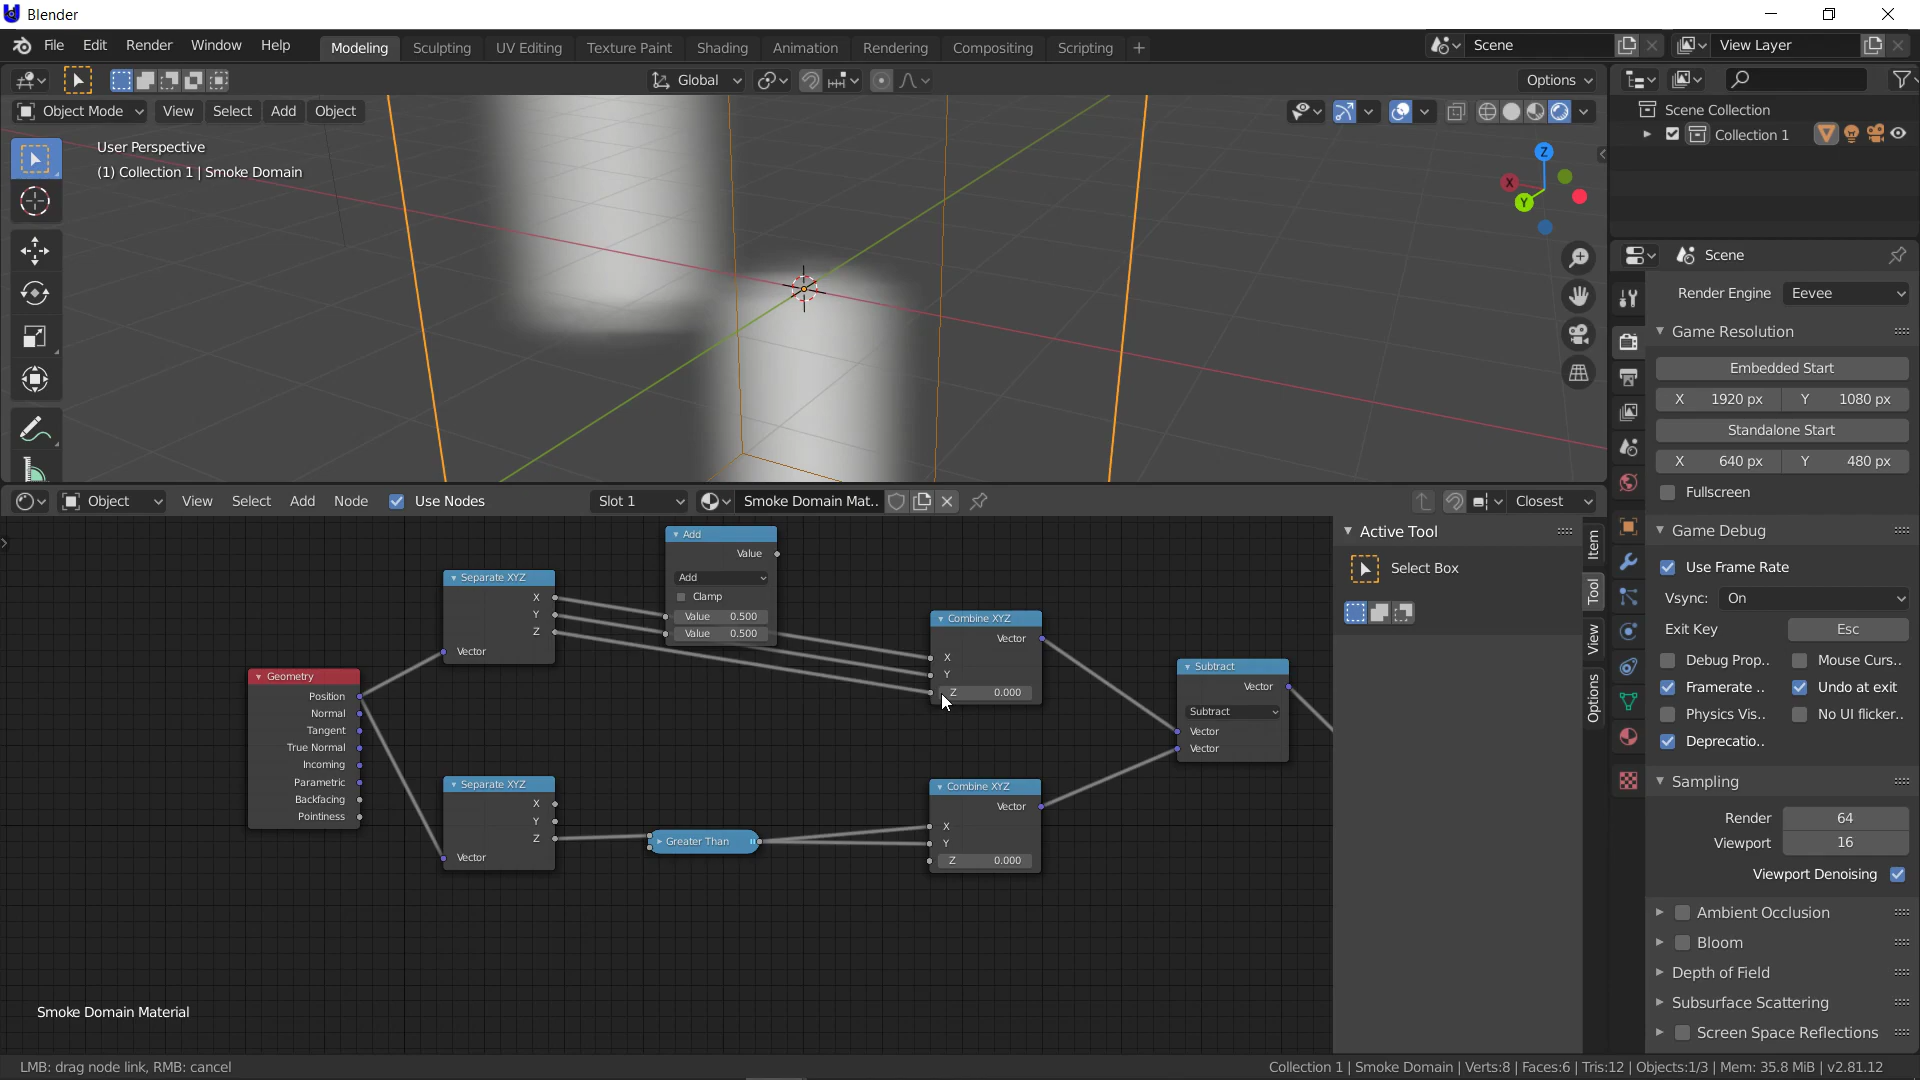 Blender
File Edit Render Window Help
Modeling Sculpting UV Editing Texture Paint Shading Animation Rendering Compositing Scripting +
Scene
View Layer
Global
Options
Object Mode View Select Add Object
User Perspective
(1) Collection 1 | Smoke Domain
Z
X
Y
Scene Collection
Collection 1
Scene
Render Engine Eevee
Game Resolution
Embedded Start
X 1920 px Y 1080 px
Standalone Start
X 640 px Y 480 px
Fullscreen
Game Debug
Use Frame Rate
Vsync: On
Exit Key Esc
Debug Prop.. Mouse Curs..
Framerate .. Undo at exit
Physics Vis.. No UI flicker..
Deprecatio..
Sampling
Render 64
Viewport 16
Viewport Denoising
Ambient Occlusion
Bloom
Depth of Field
Subsurface Scattering
Screen Space Reflections
Object View Select Add Node Use Nodes Slot 1 Smoke Domain Mat.. Closest
Active Tool
Select Box
Item
Tool
View
Options
Add
Value
Add
Clamp
Value 0.500
Value 0.500
Separate XYZ
X
Y
Z
Vector
Combine XYZ
Vector
X
Y
Z 0.000
Subtract
Vector
Subtract
Vector
Vector
Geometry
Position
Normal
Tangent
True Normal
Incoming
Parametric
Backfacing
Pointiness
Separate XYZ
X
Y
Z
Vector
Greater Than
Combine XYZ
Vector
X
Y
Z 0.000
Smoke Domain Material
LMB: drag node link, RMB: cancel
Collection 1 | Smoke Domain | Verts:8 | Faces:6 | Tris:12 | Objects:1/3 | Mem: 35.8 MiB | v2.81.12